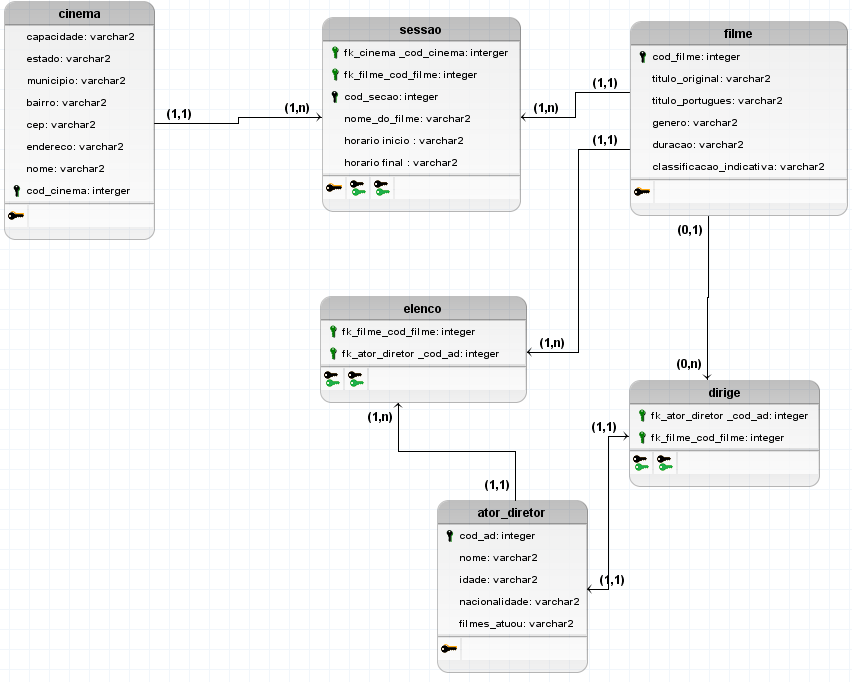 cinema
capacidade: varchar2
estado: varchar2
municipio: varchar2
bairro: varchar2
cep: varchar2
endereco: varchar2
nome: varchar2
cod_cinema: interger
(1,1)
(1,n)
sessao
fk_cinema _cod_cinema: interger
fk_filme_cod_filme: integer
cod_secao: integer
nome_do_filme: varchar2
horario inicio : varchar2
horario final : varchar2
(1,1)
(1,n)
filme
cod_filme: integer
titulo_original: varchar2
titulo_portugues: varchar2
genero: varchar2
duracao: varchar2
classificacao_indicativa: varchar2
(1,1)
(0,1)
elenco
fk_filme_cod_filme: integer
fk_ator_diretor _cod_ad: integer
(1,n)
(1,n)
(0,n)
dirige
fk_ator_diretor _cod_ad: integer
fk_filme_cod_filme: integer
(1,1)
(1,1)
ator_diretor
cod_ad: integer
nome: varchar2
idade: varchar2
nacionalidade: varchar2
filmes_atuou: varchar2
(1,1)